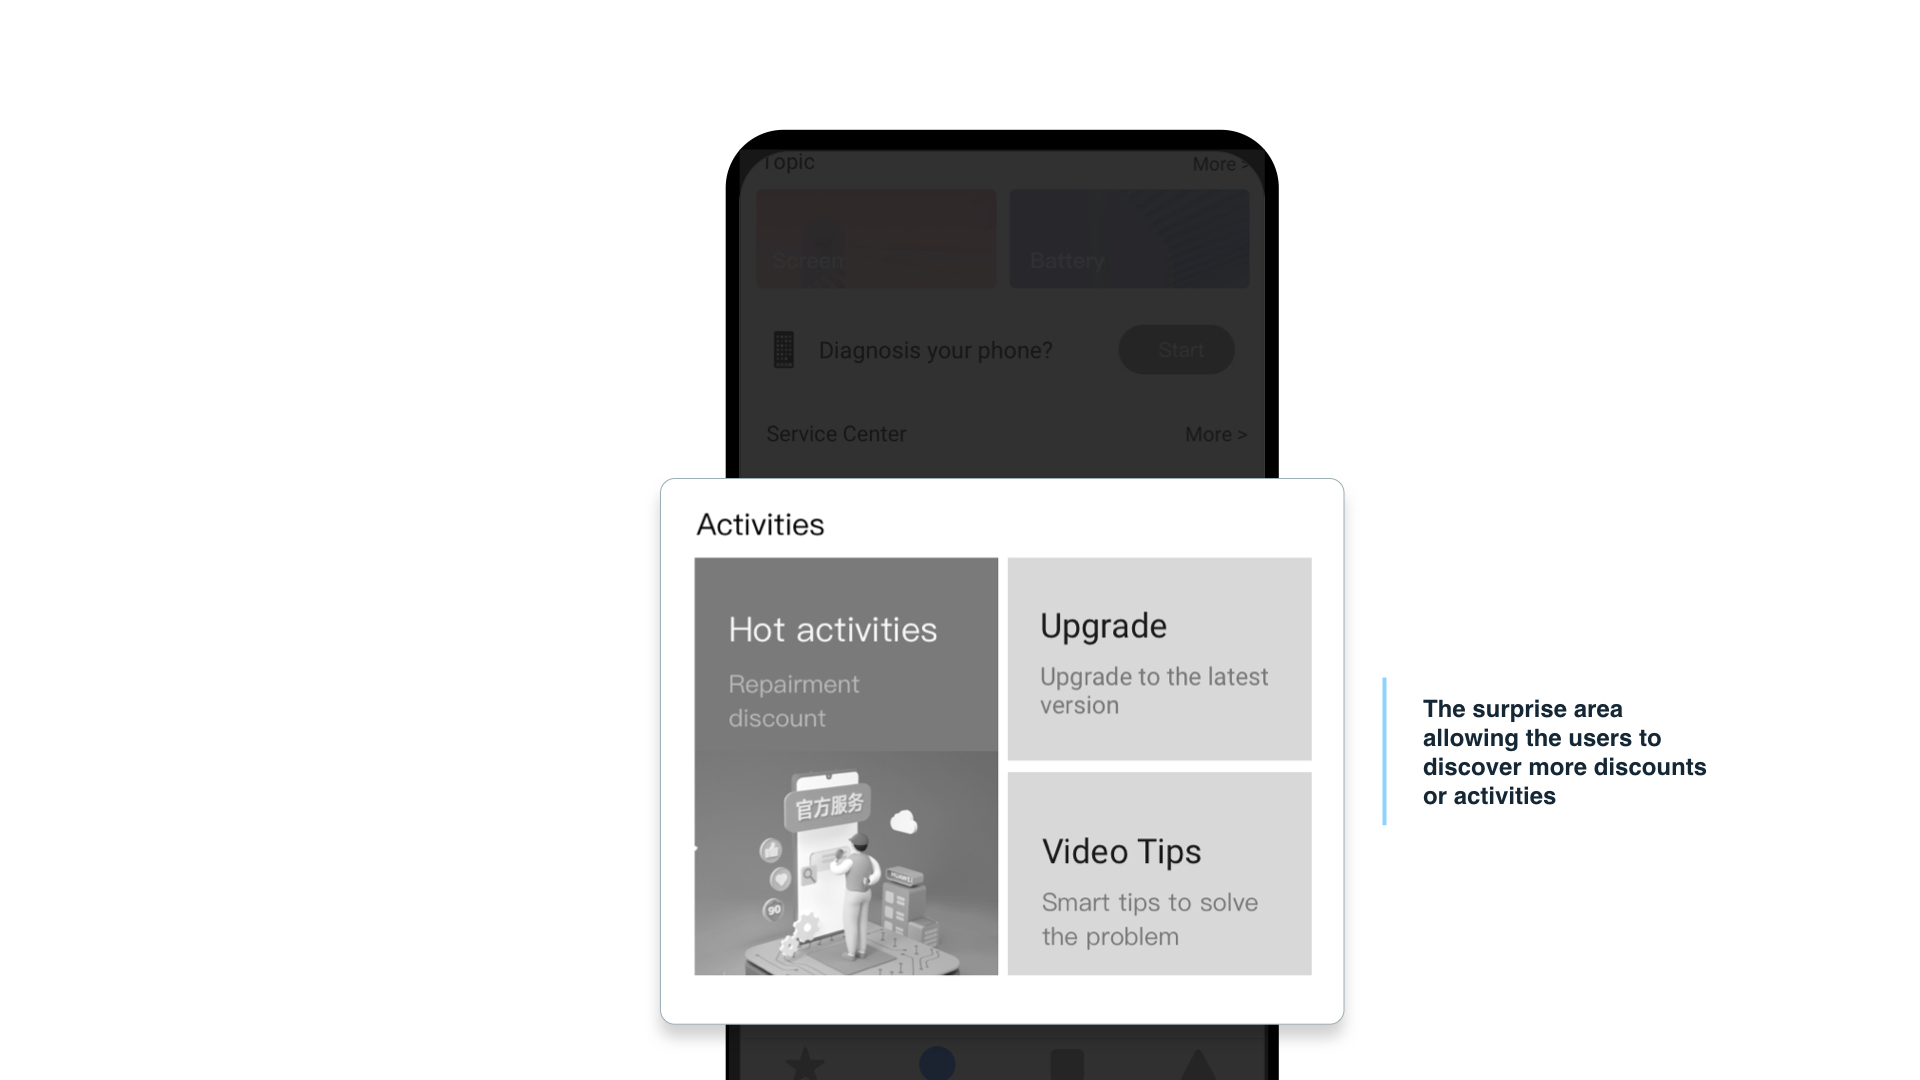 Topic
More >
Screen
Battery
Diagnosis your phone?
Start
Service Center
More >
Activities
Hot activities
Repairment
discount
官方服务
HUAWEI
90
Upgrade
Upgrade to the latest
version
Video Tips
Smart tips to solve
the problem
The surprise area
allowing the users to
discover more discounts
or activities